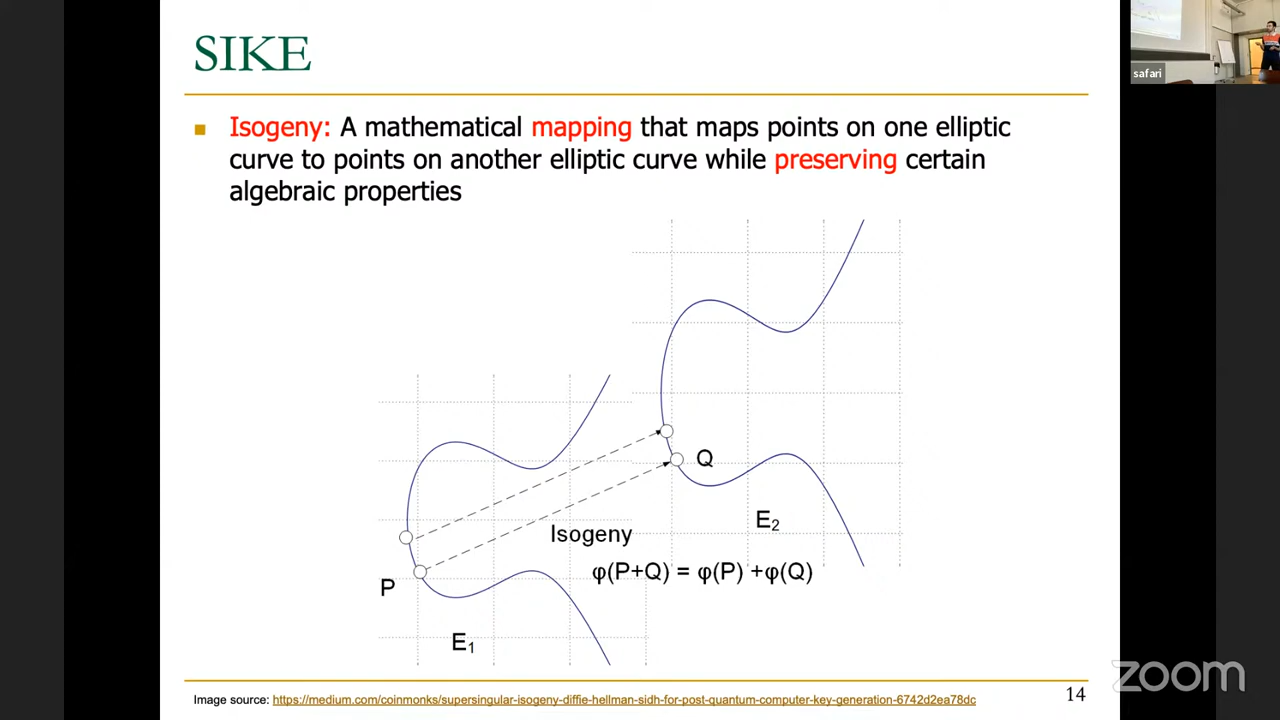 SIKE
safari
Isogeny: A mathematical mapping that maps points on one elliptic
curve to points on another elliptic curve while preserving certain
algebraic properties
Q
E₂
Isogeny
φ(P+Q) = φ(P) +φ(Q)
P
E₁
zoom
Image source: https://medium.com/coinmonks/supersingular-isogeny-diffie-hellman-sidh-for-post-quantum-computer-key-generation-6742d2ea78dc
14